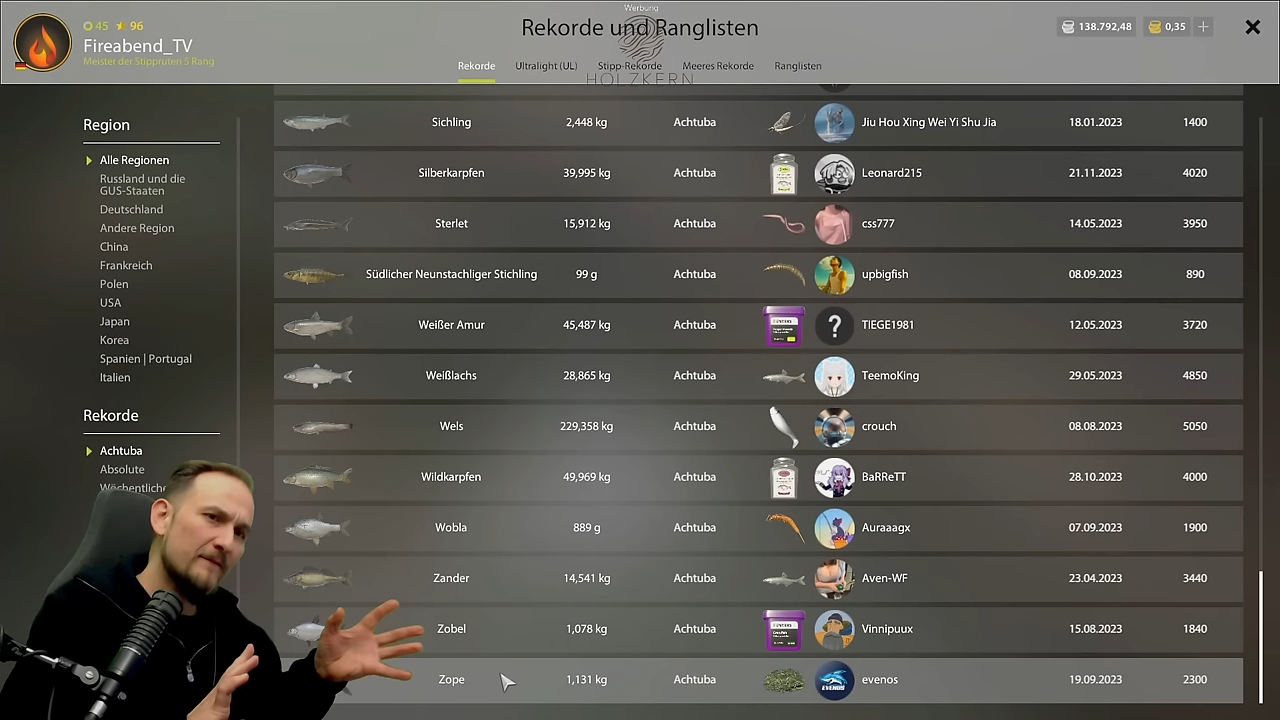 Werbung
45 96
Fireabend_TV
Meister der Stippruten 5 Rang
Rekorde und Ranglisten
HOLZKERN
138.792,48
0,35
Rekorde
Ultralight (UL)
Stipp-Rekorde
Meeres Rekorde
Ranglisten
Region
Alle Regionen
Russland und die
GUS-Staaten
Deutschland
Andere Region
China
Frankreich
Polen
USA
Japan
Korea
Spanien | Portugal
Italien
Rekorde
Achtuba
Absolute
Wöchentliche
Sichling 2,448 kg Achtuba Jiu Hou Xing Wei Yi Shu Jia 18.01.2023 1400
Silberkarpfen 39,995 kg Achtuba Leonard215 21.11.2023 4020
Sterlet 15,912 kg Achtuba css777 14.05.2023 3950
Südlicher Neunstachliger Stichling 99 g Achtuba upbigfish 08.09.2023 890
Weißer Amur 45,487 kg Achtuba ? TIEGE1981 12.05.2023 3720
Weißlachs 28,865 kg Achtuba TeemoKing 29.05.2023 4850
Wels 229,358 kg Achtuba crouch 08.08.2023 5050
Wildkarpfen 49,969 kg Achtuba BaRReTT 28.10.2023 4000
Wobla 889 g Achtuba Auraaagx 07.09.2023 1900
Zander 14,541 kg Achtuba Aven-WF 23.04.2023 3440
Zobel 1,078 kg Achtuba Vinnipuux 15.08.2023 1840
Zope 1,131 kg Achtuba EVENOS evenos 19.09.2023 2300